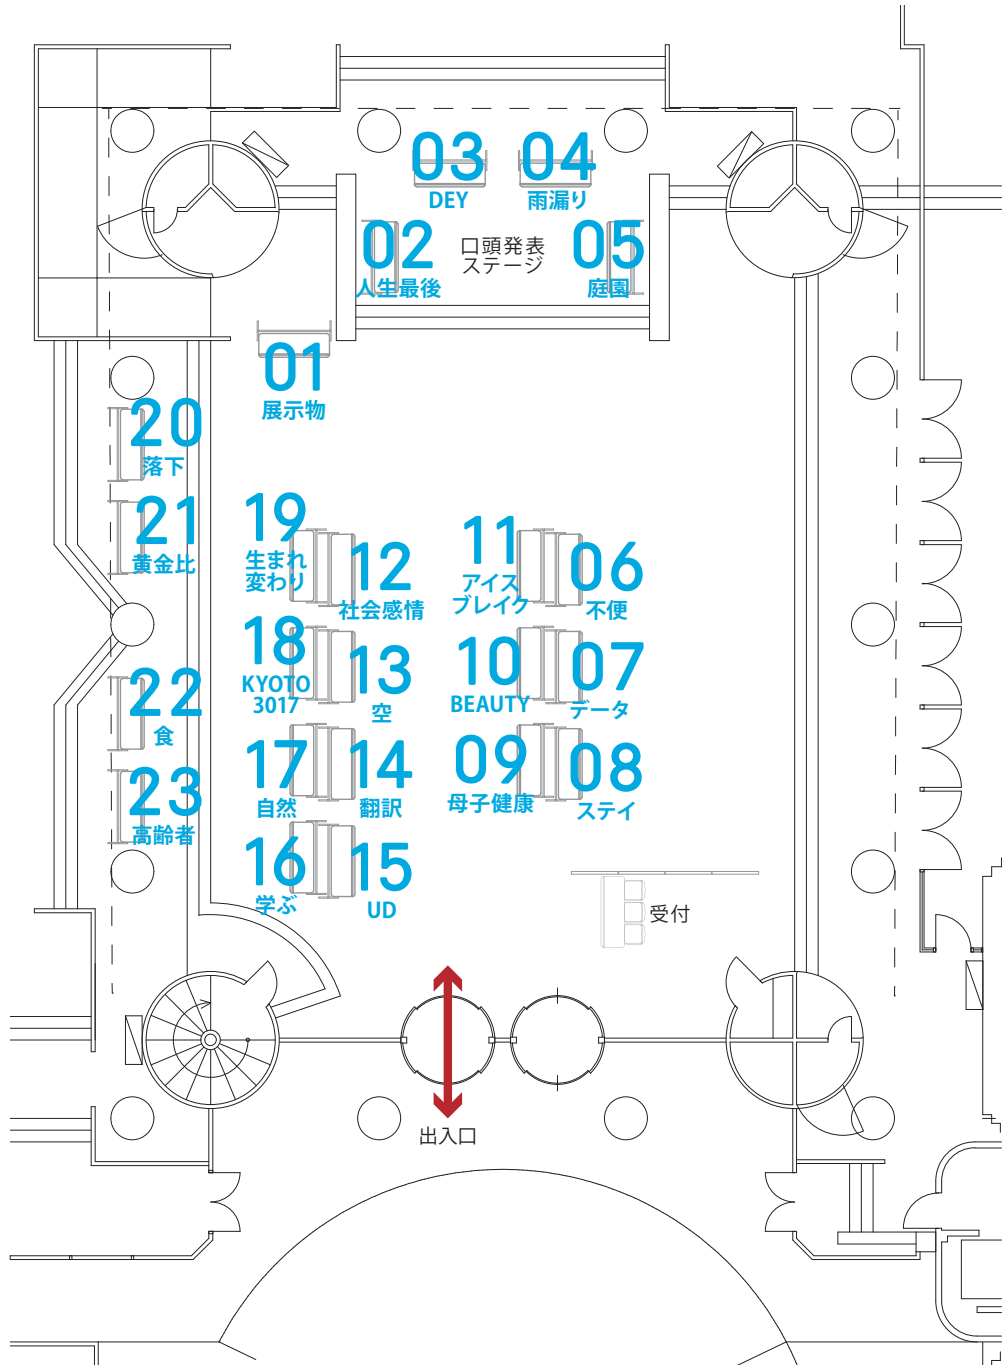 03
DEY
04
雨漏り
02
人生最後
口頭発表
ステージ
05
庭園
01
展示物
20
落下
21
黄金比
19
生まれ
変わり
12
社会感情
11
アイス
ブレイク
06
不便
18
KYOTO
3017
13
空
10
BEAUTY
07
データ
22
食
17
自然
14
翻訳
09
母子健康
08
ステイ
23
高齢者
16
学ぶ
15
UD
受付
出入口